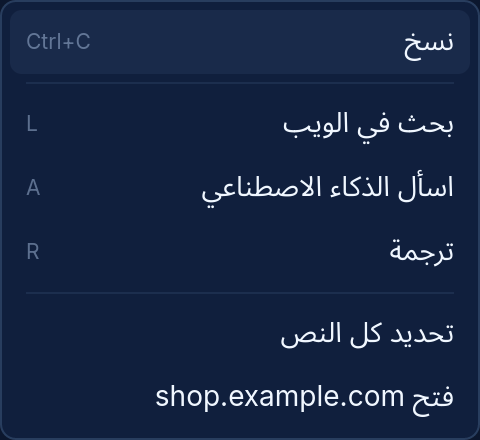 نسخ Ctrl+C
بحث في الويب L
اسأل الذكاء الاصطناعي A
ترجمة R
تحديد كل النص
فتح shop.example.com